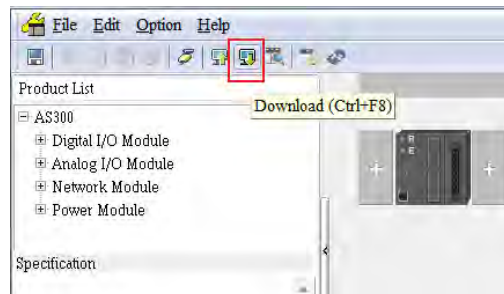 File Edit Option Help
Product List
Download (Ctrl+F8)
AS300
Digital I/O Module
Analog I/O Module
Network Module
Power Module
Specification